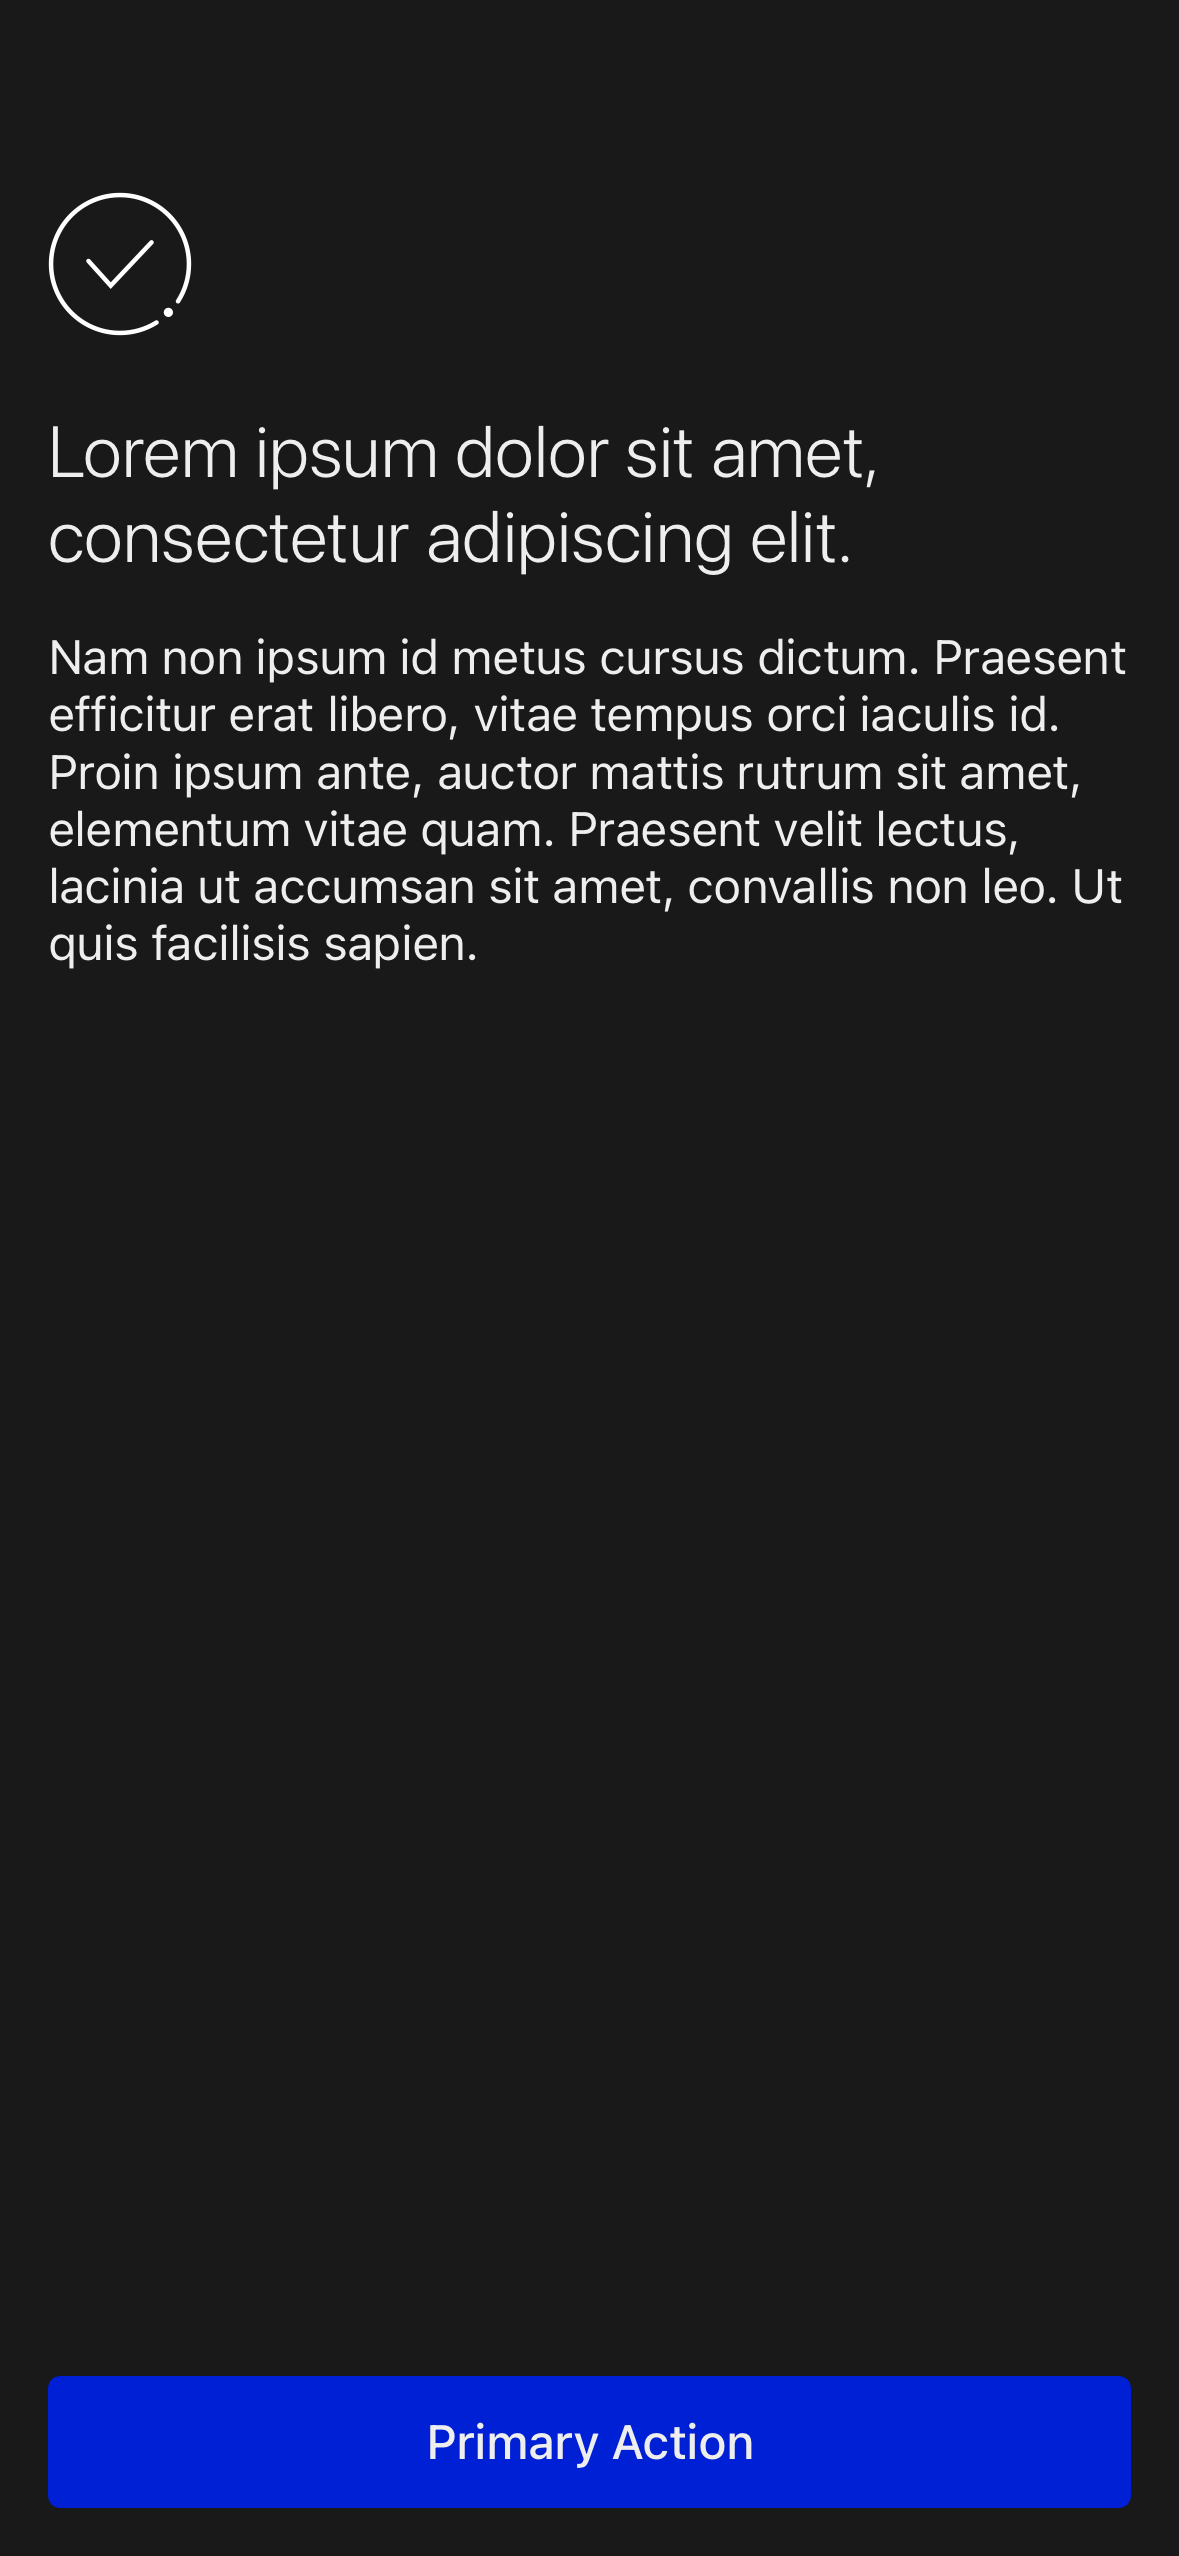 Lorem ipsum dolor sit amet,
consectetur adipiscing elit.
Nam non ipsum id metus cursus dictum. Praesent
efficitur erat libero, vitae tempus orci iaculis id.
Proin ipsum ante, auctor mattis rutrum sit amet,
elementum vitae quam. Praesent velit lectus,
lacinia ut accumsan sit amet, convallis non leo. Ut
quis facilisis sapien.
Primary Action